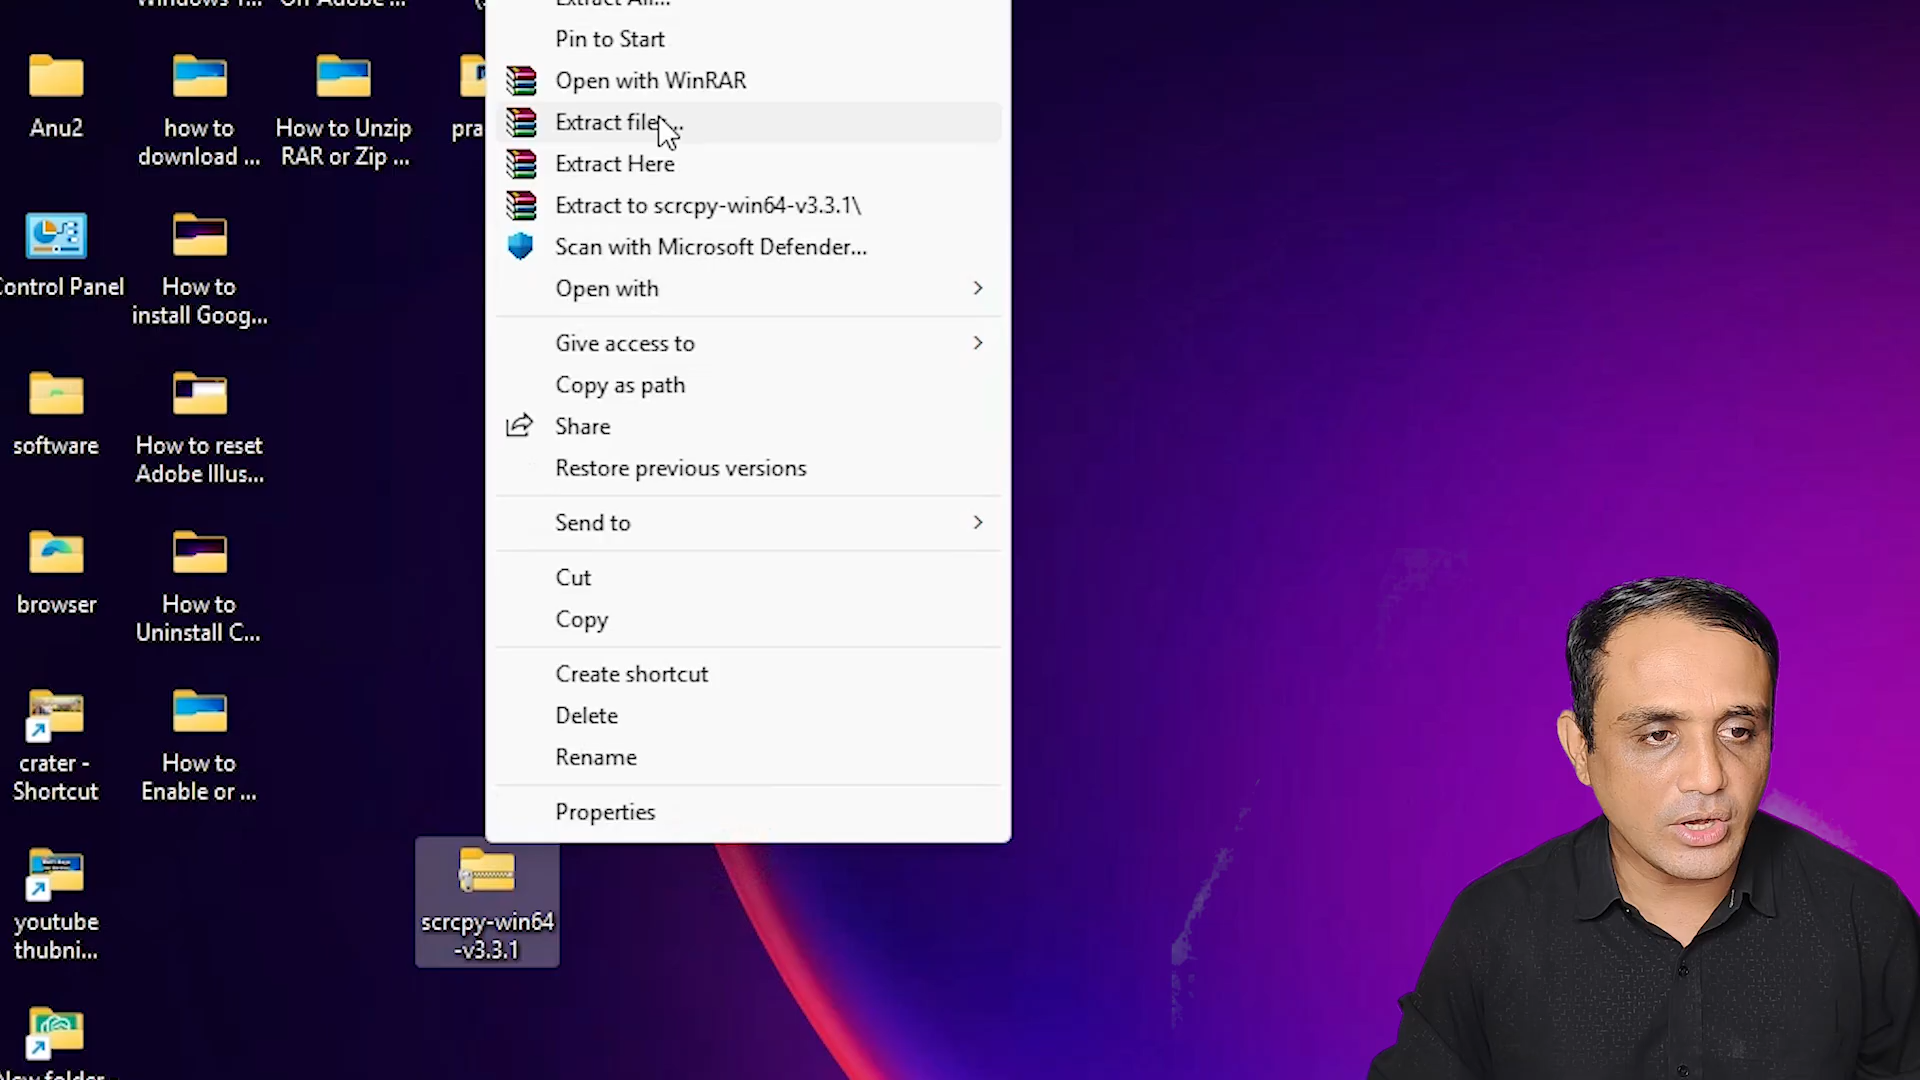 Anu2
how to
download ...
How to Unzip
RAR or Zip ...
pra
Control Panel
How to
install Goog...
software
How to reset
Adobe Illus...
browser
How to
Uninstall C...
crater -
Shortcut
How to
Enable or ...
youtube
thubni...
New folder
scrcpy-win64
-v3.3.1
Extract All...
Pin to Start
Open with WinRAR
Extract files...
Extract Here
Extract to scrcpy-win64-v3.3.1\
Scan with Microsoft Defender...
Open with
Give access to
Copy as path
Share
Restore previous versions
Send to
Cut
Copy
Create shortcut
Delete
Rename
Properties